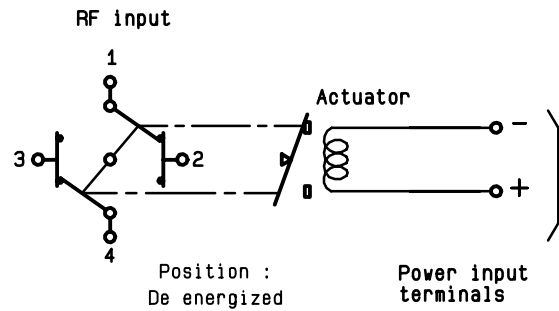 RF input
1
Actuator
3
2
-
+
4
Position :
De energized
Power input
terminals